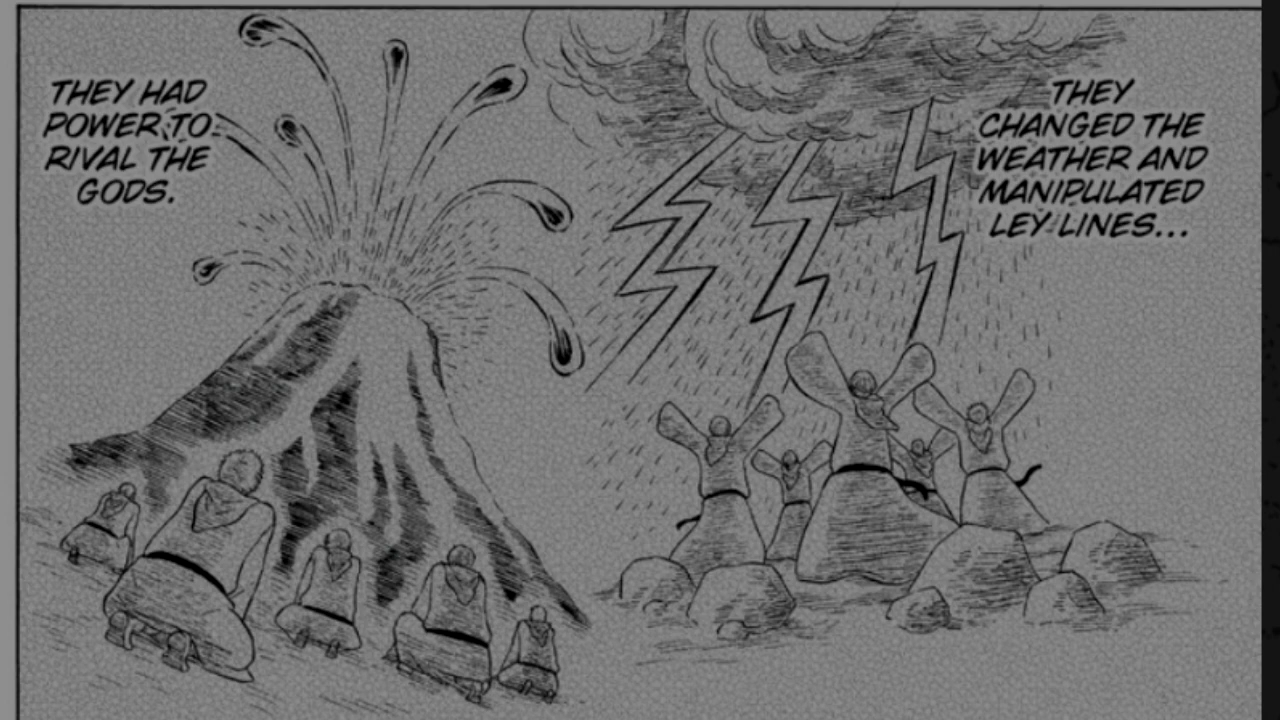 THEY HAD
POWER TO
RIVAL THE
GODS.
THEY
CHANGED THE
WEATHER AND
MANIPULATED
LEY LINES...